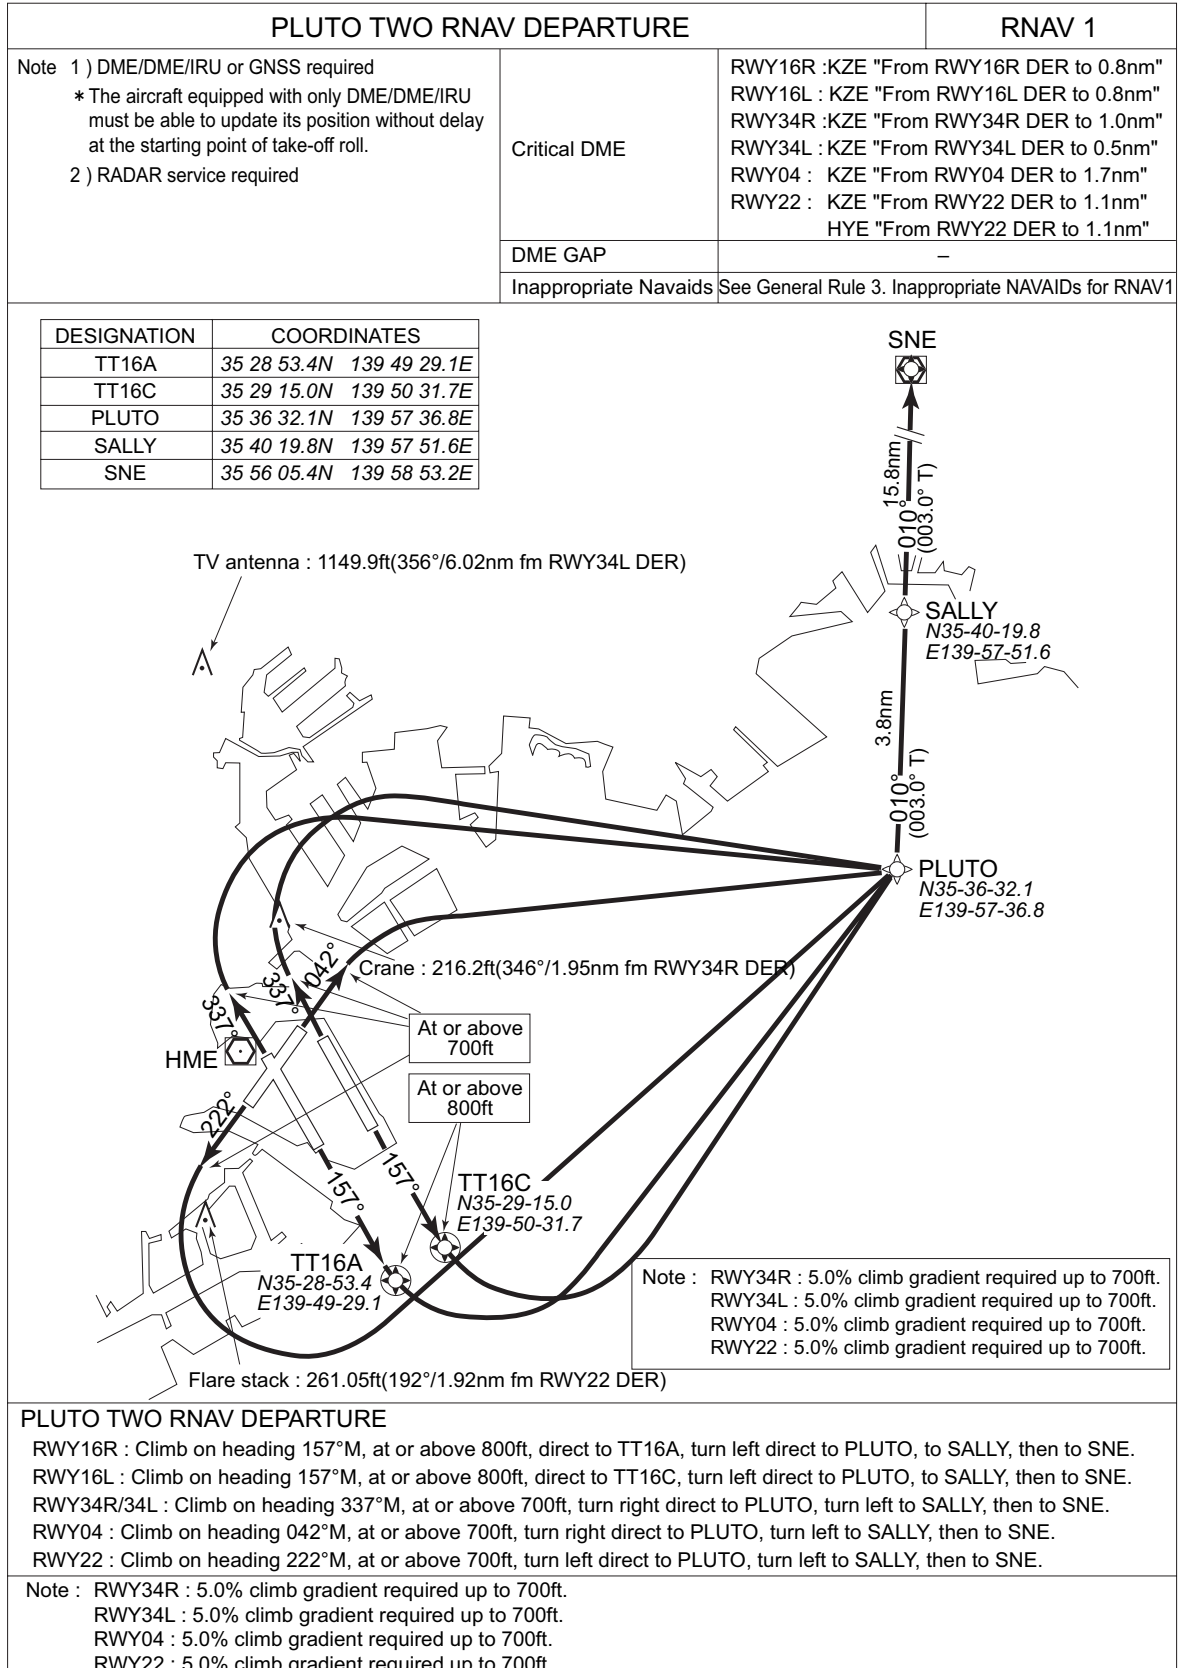 PLUTO TWO RNAV DEPARTURE
RNAV 1
Note 1 ) DME/DME/IRU or GNSS required
* The aircraft equipped with only DME/DME/IRU
must be able to update its position without delay
at the starting point of take-off roll.
2 ) RADAR service required
Critical DME
RWY16R :KZE "From RWY16R DER to 0.8nm"
RWY16L : KZE "From RWY16L DER to 0.8nm"
RWY34R :KZE "From RWY34R DER to 1.0nm"
RWY34L : KZE "From RWY34L DER to 0.5nm"
RWY04 : KZE "From RWY04 DER to 1.7nm"
RWY22 : KZE "From RWY22 DER to 1.1nm"
HYE "From RWY22 DER to 1.1nm"
DME GAP –
Inappropriate Navaids See General Rule 3. Inappropriate NAVAIDs for RNAV1
DESIGNATION COORDINATES
TT16A 35 28 53.4N 139 49 29.1E
TT16C 35 29 15.0N 139 50 31.7E
PLUTO 35 36 32.1N 139 57 36.8E
SALLY 35 40 19.8N 139 57 51.6E
SNE 35 56 05.4N 139 58 53.2E
SNE
15.8nm
010°
(003.0° T)
TV antenna : 1149.9ft(356°/6.02nm fm RWY34L DER)
SALLY
N35-40-19.8
E139-57-51.6
3.8nm
010°
(003.0° T)
PLUTO
N35-36-32.1
E139-57-36.8
Crane : 216.2ft(346°/1.95nm fm RWY34R DER)
042°
337°
337°
At or above
700ft
HME
At or above
800ft
222°
157°
157°
TT16C
N35-29-15.0
E139-50-31.7
TT16A
N35-28-53.4
E139-49-29.1
Note : RWY34R : 5.0% climb gradient required up to 700ft.
RWY34L : 5.0% climb gradient required up to 700ft.
RWY04 : 5.0% climb gradient required up to 700ft.
RWY22 : 5.0% climb gradient required up to 700ft.
Flare stack : 261.05ft(192°/1.92nm fm RWY22 DER)
PLUTO TWO RNAV DEPARTURE
RWY16R : Climb on heading 157°M, at or above 800ft, direct to TT16A, turn left direct to PLUTO, to SALLY, then to SNE.
RWY16L : Climb on heading 157°M, at or above 800ft, direct to TT16C, turn left direct to PLUTO, to SALLY, then to SNE.
RWY34R/34L : Climb on heading 337°M, at or above 700ft, turn right direct to PLUTO, turn left to SALLY, then to SNE.
RWY04 : Climb on heading 042°M, at or above 700ft, turn right direct to PLUTO, turn left to SALLY, then to SNE.
RWY22 : Climb on heading 222°M, at or above 700ft, turn left direct to PLUTO, turn left to SALLY, then to SNE.
Note : RWY34R : 5.0% climb gradient required up to 700ft.
RWY34L : 5.0% climb gradient required up to 700ft.
RWY04 : 5.0% climb gradient required up to 700ft.
RWY22 : 5.0% climb gradient required up to 700ft.